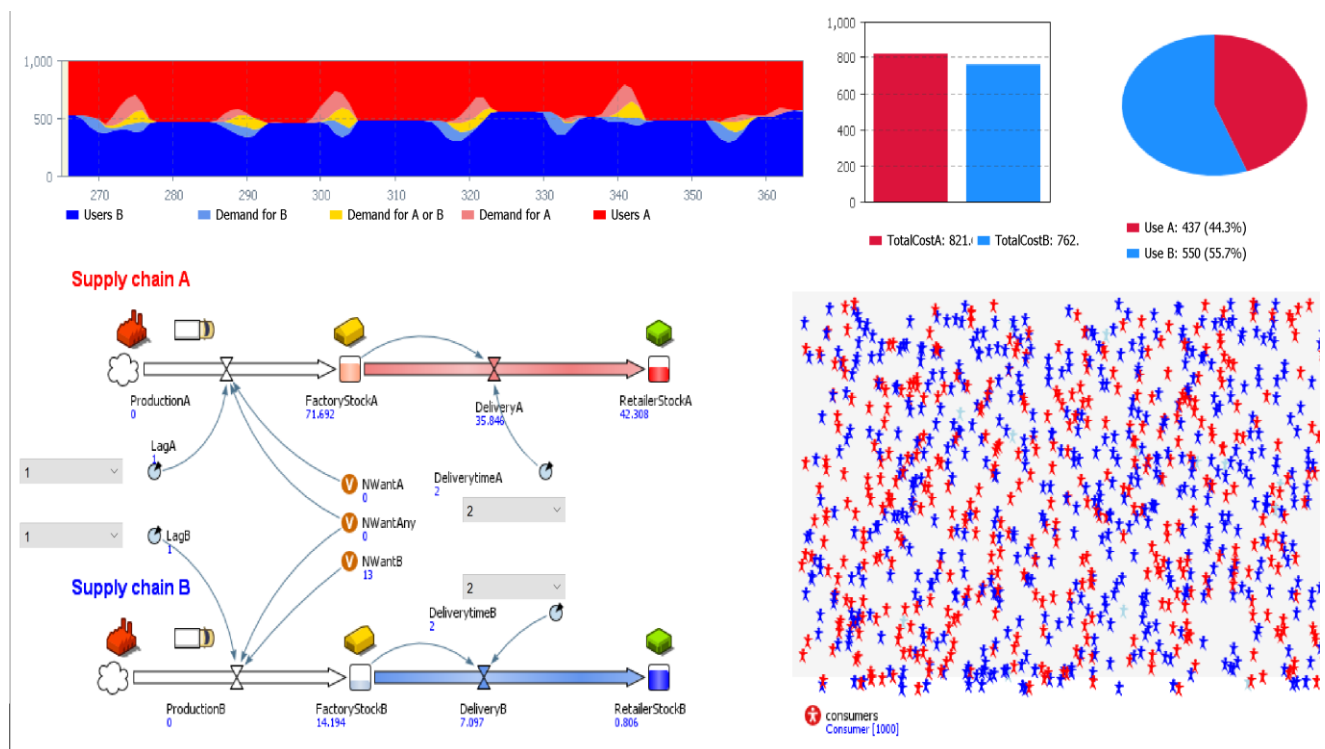 1,000
500
0
270 280 290 300 310 320 330 340 350 360
Users B Demand for B Demand for A or B Demand for A Users A
1,000
800
600
400
200
0
TotalCostA: 821. TotalCostB: 762.
Use A: 437 (44.3%)
Use B: 550 (55.7%)
Supply chain A
ProductionA
0
FactoryStockA
71.692
DeliveryA
35.846
RetailerStockA
42.308
LagA
1
1
NWantA
0
DeliverytimeA
2
2
NWantAny
0
1
LagB
1
NWantB
13
2
Supply chain B
DeliverytimeB
2
ProductionB
0
FactoryStockB
14.194
DeliveryB
7.097
RetailerStockB
0.806
consumers
Consumer [1000]